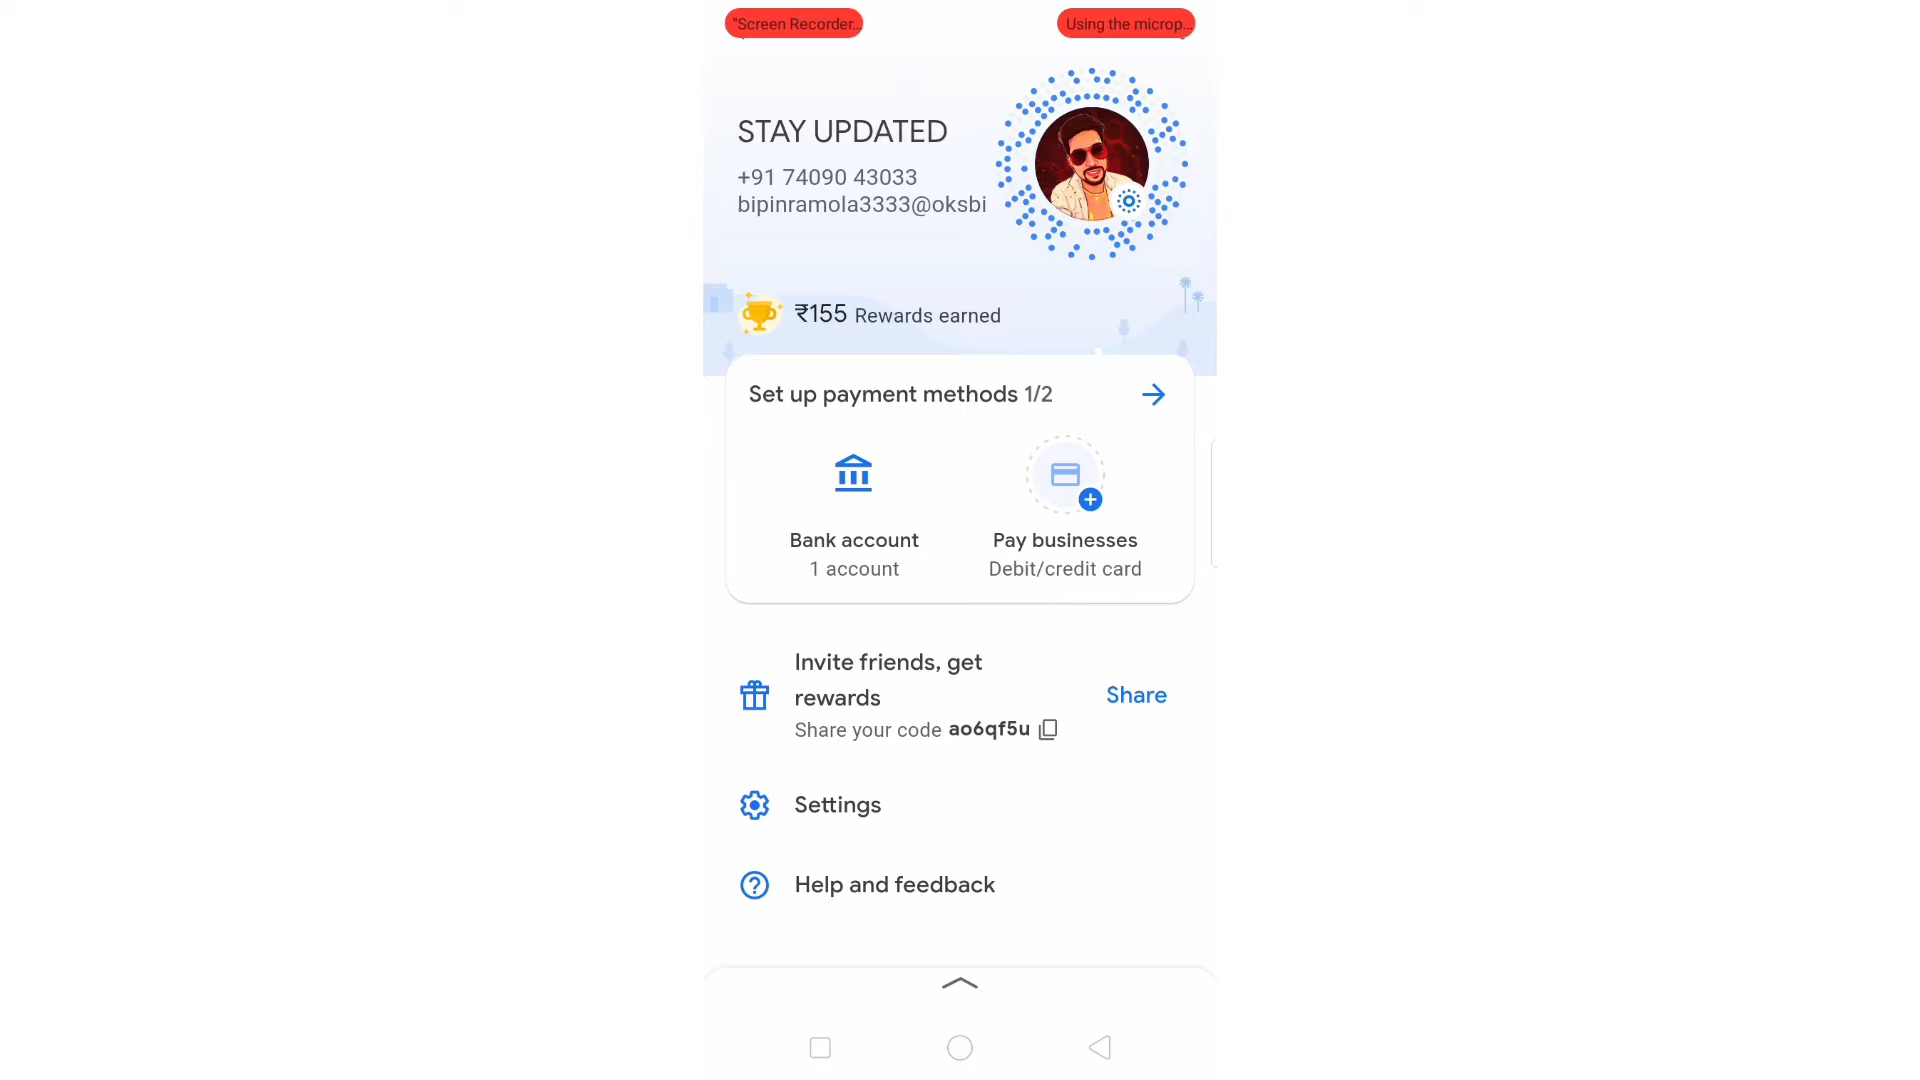 "Screen Recorder...
Using the microp...
STAY UPDATED
+91 74090 43033
bipinramola3333@oksbi
₹155 Rewards earned
Set up payment methods 1/2
Bank account
1 account
Pay businesses
Debit/credit card
Invite friends, get
rewards
Share your code ao6qf5u
Share
Settings
Help and feedback